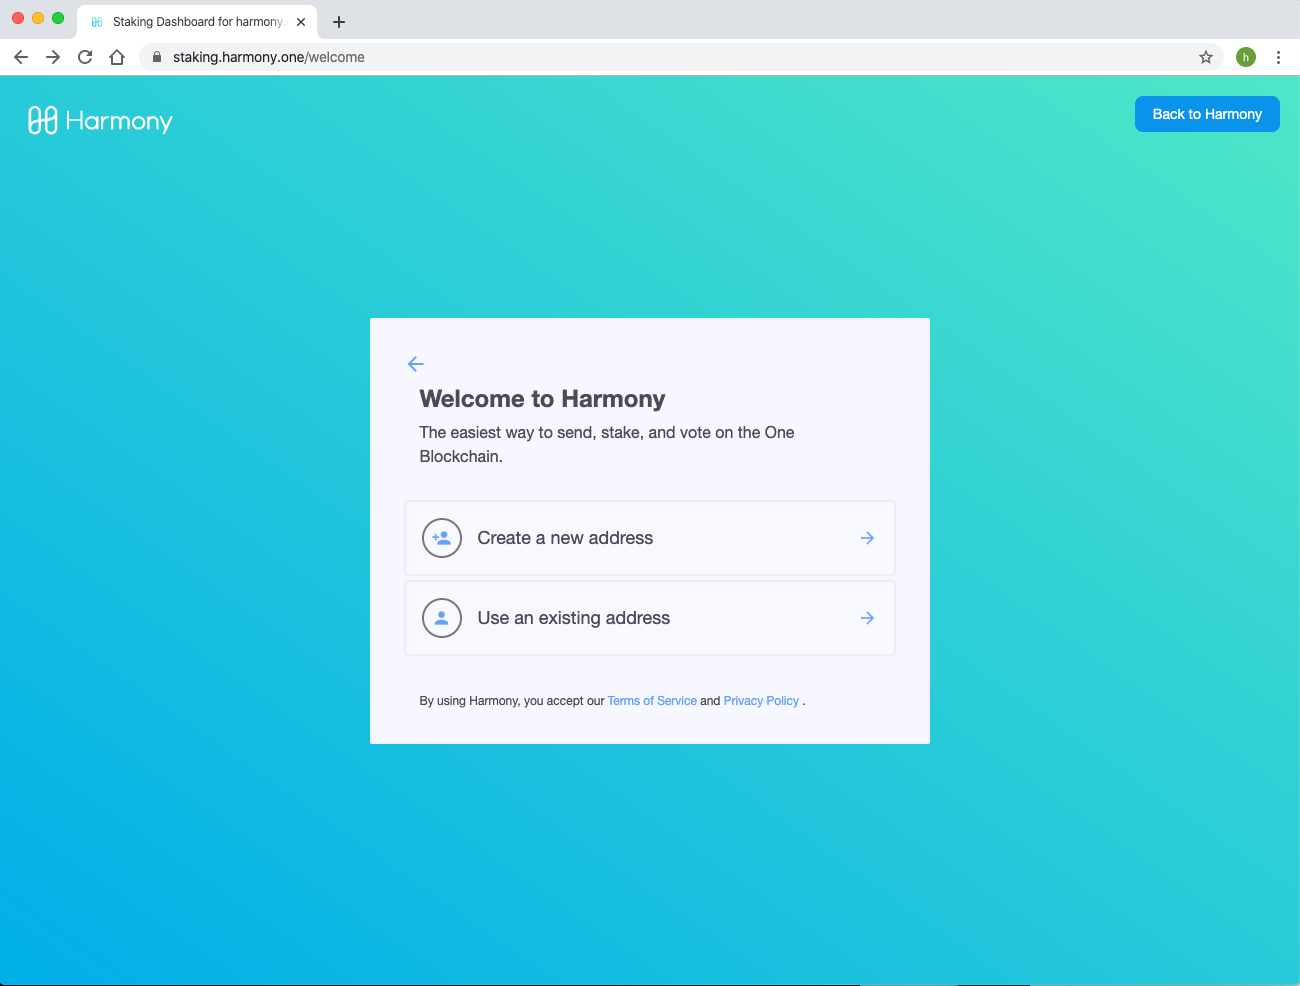 Staking Dashboard for harmony.
staking.harmony.one/welcome
h
Harmony
Back to Harmony
Welcome to Harmony
The easiest way to send, stake, and vote on the One
Blockchain.
Create a new address
Use an existing address
By using Harmony, you accept our Terms of Service and Privacy Policy .